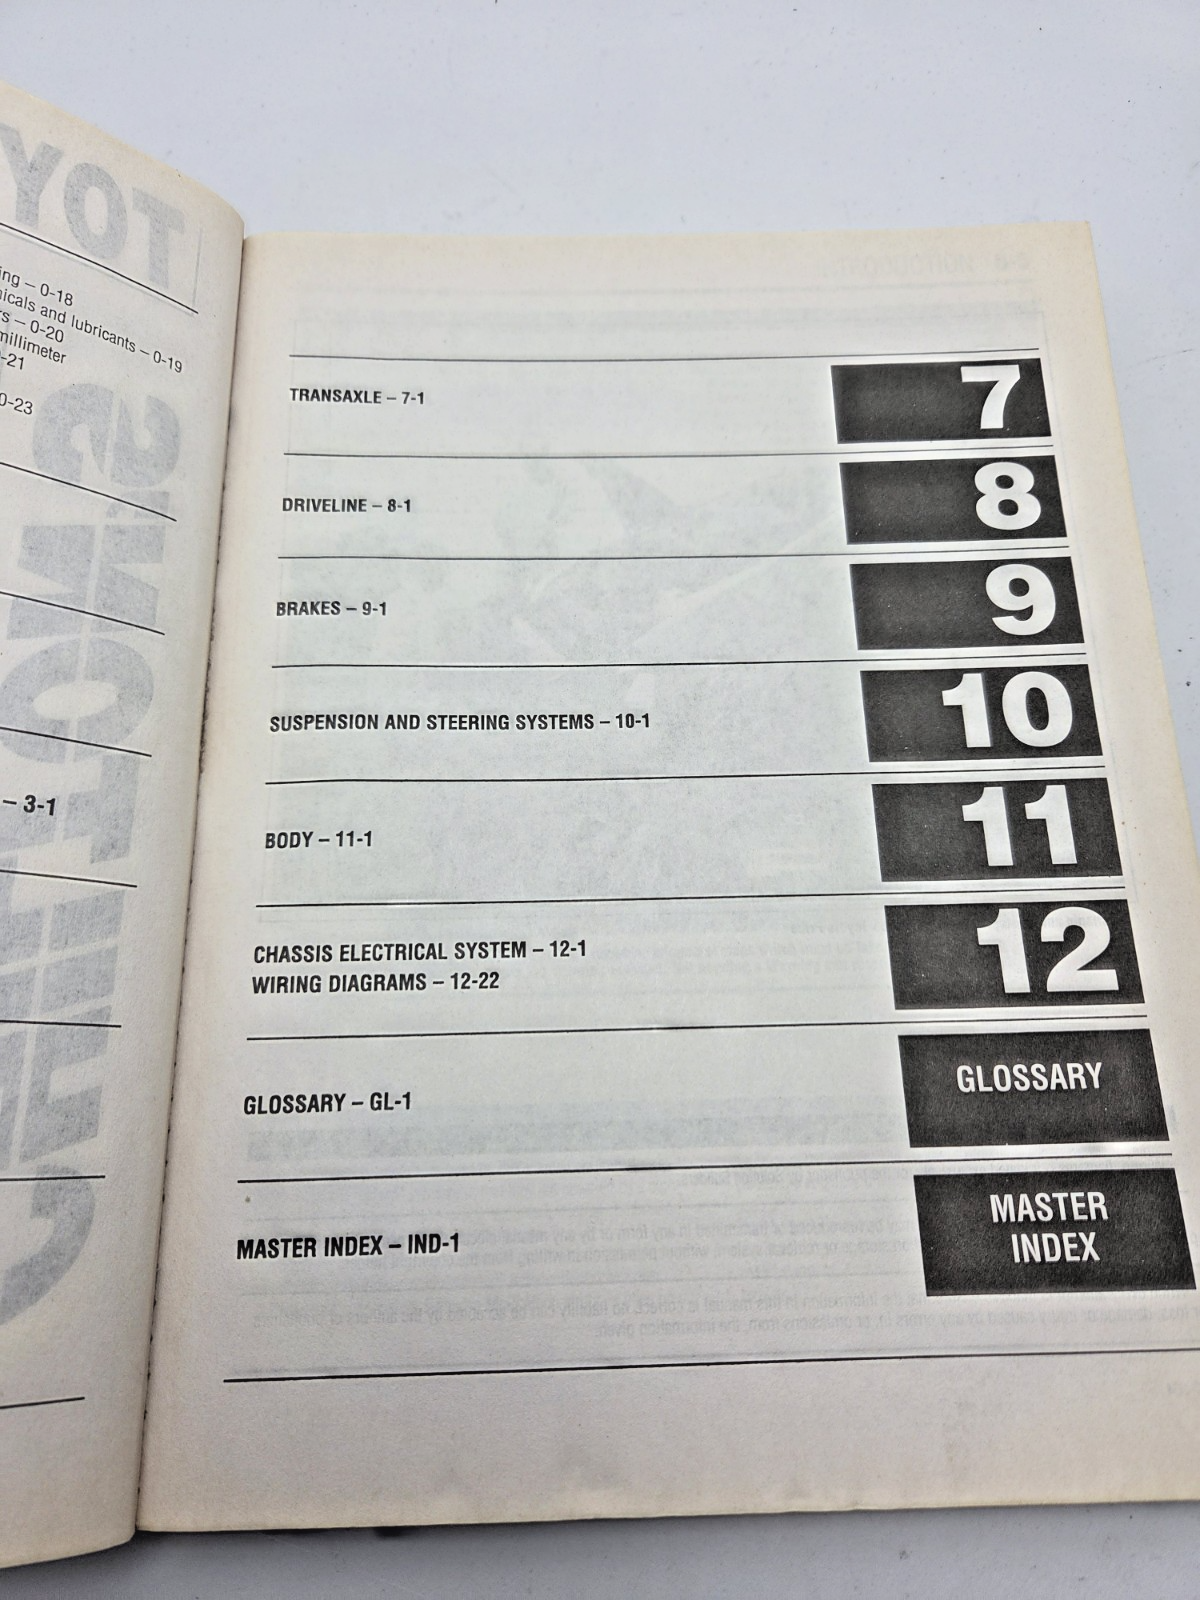 ing – 0-18
icals and lubricants – 0-19
rs – 0-20
millimeter
-21
0-23
– 3-1
TRANSAXLE – 7-1
7
DRIVELINE – 8-1
8
BRAKES – 9-1
9
SUSPENSION AND STEERING SYSTEMS – 10-1
10
BODY – 11-1
11
CHASSIS ELECTRICAL SYSTEM – 12-1
WIRING DIAGRAMS – 12-22
12
GLOSSARY – GL-1
GLOSSARY
MASTER INDEX – IND-1
MASTER
INDEX